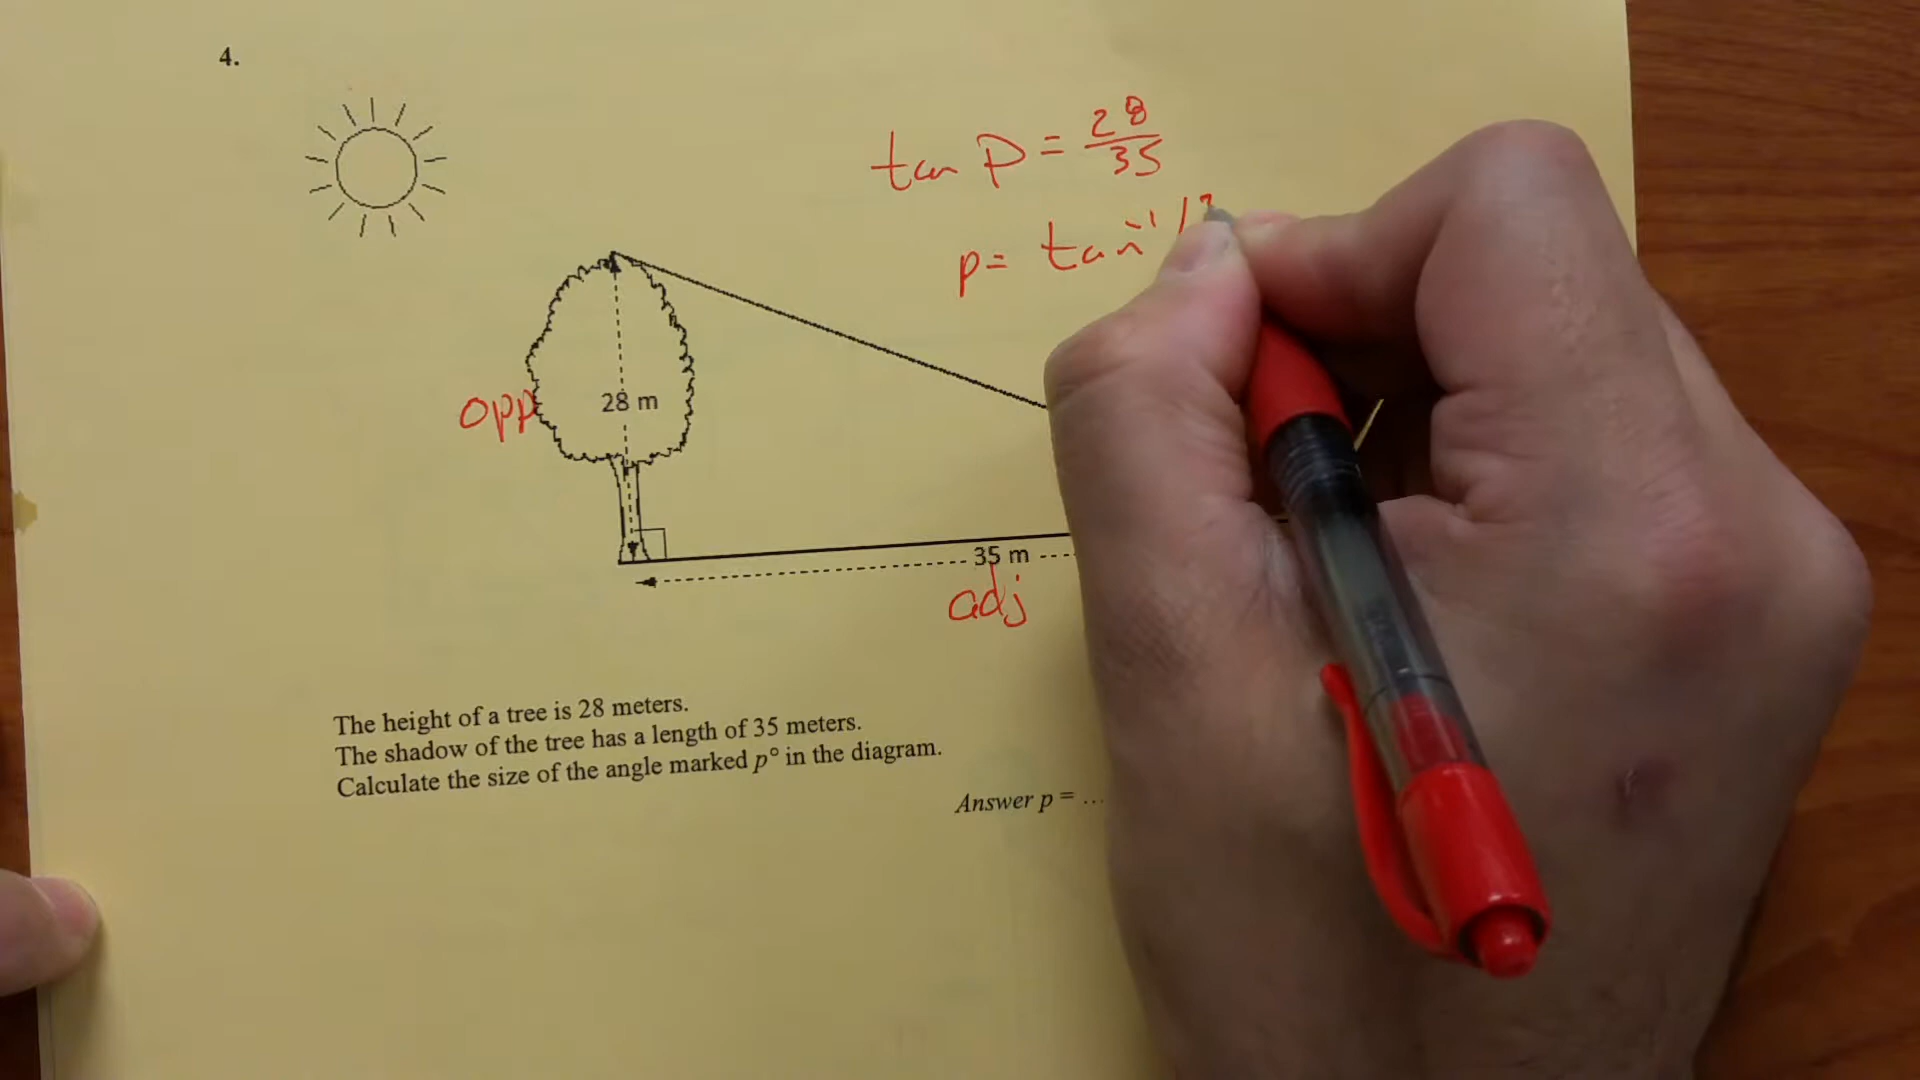 4.
tan P = 28/35
p = tan⁻¹ (2
opp
28 m
35 m
adj
The height of a tree is 28 meters.
The shadow of the tree has a length of 35 meters.
Calculate the size of the angle marked p° in the diagram.
Answer p = ...